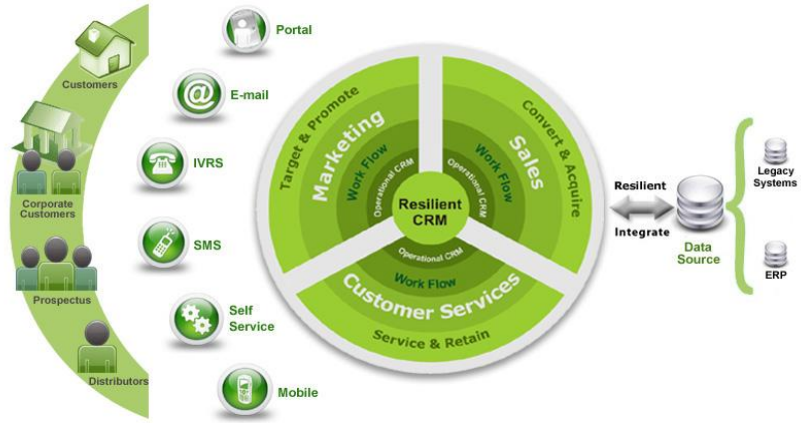 Customers
Corporate
Customers
Prospectus
Distributors
Portal
E-mail
IVRS
SMS
Self
Service
Mobile
Target & Promote
Marketing
Work Flow
Operational CRM
Convert & Acquire
Sales
Work Flow
Operational CRM
Resilient
CRM
Operational CRM
Work Flow
Customer Services
Service & Retain
Resilient
Integrate
Data
Source
Legacy
Systems
ERP